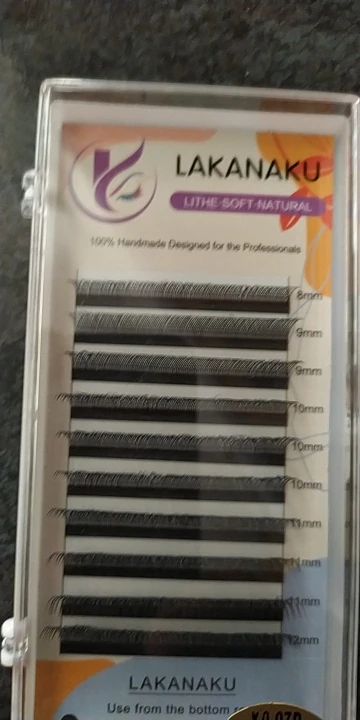 LAKANAKU
LITHE·SOFT·NATURAL
100% Handmade Designed for the Professionals
8mm
9mm
9mm
10mm
10mm
10mm
11mm
11mm
11mm
12mm
LAKANAKU
Use from the bottom